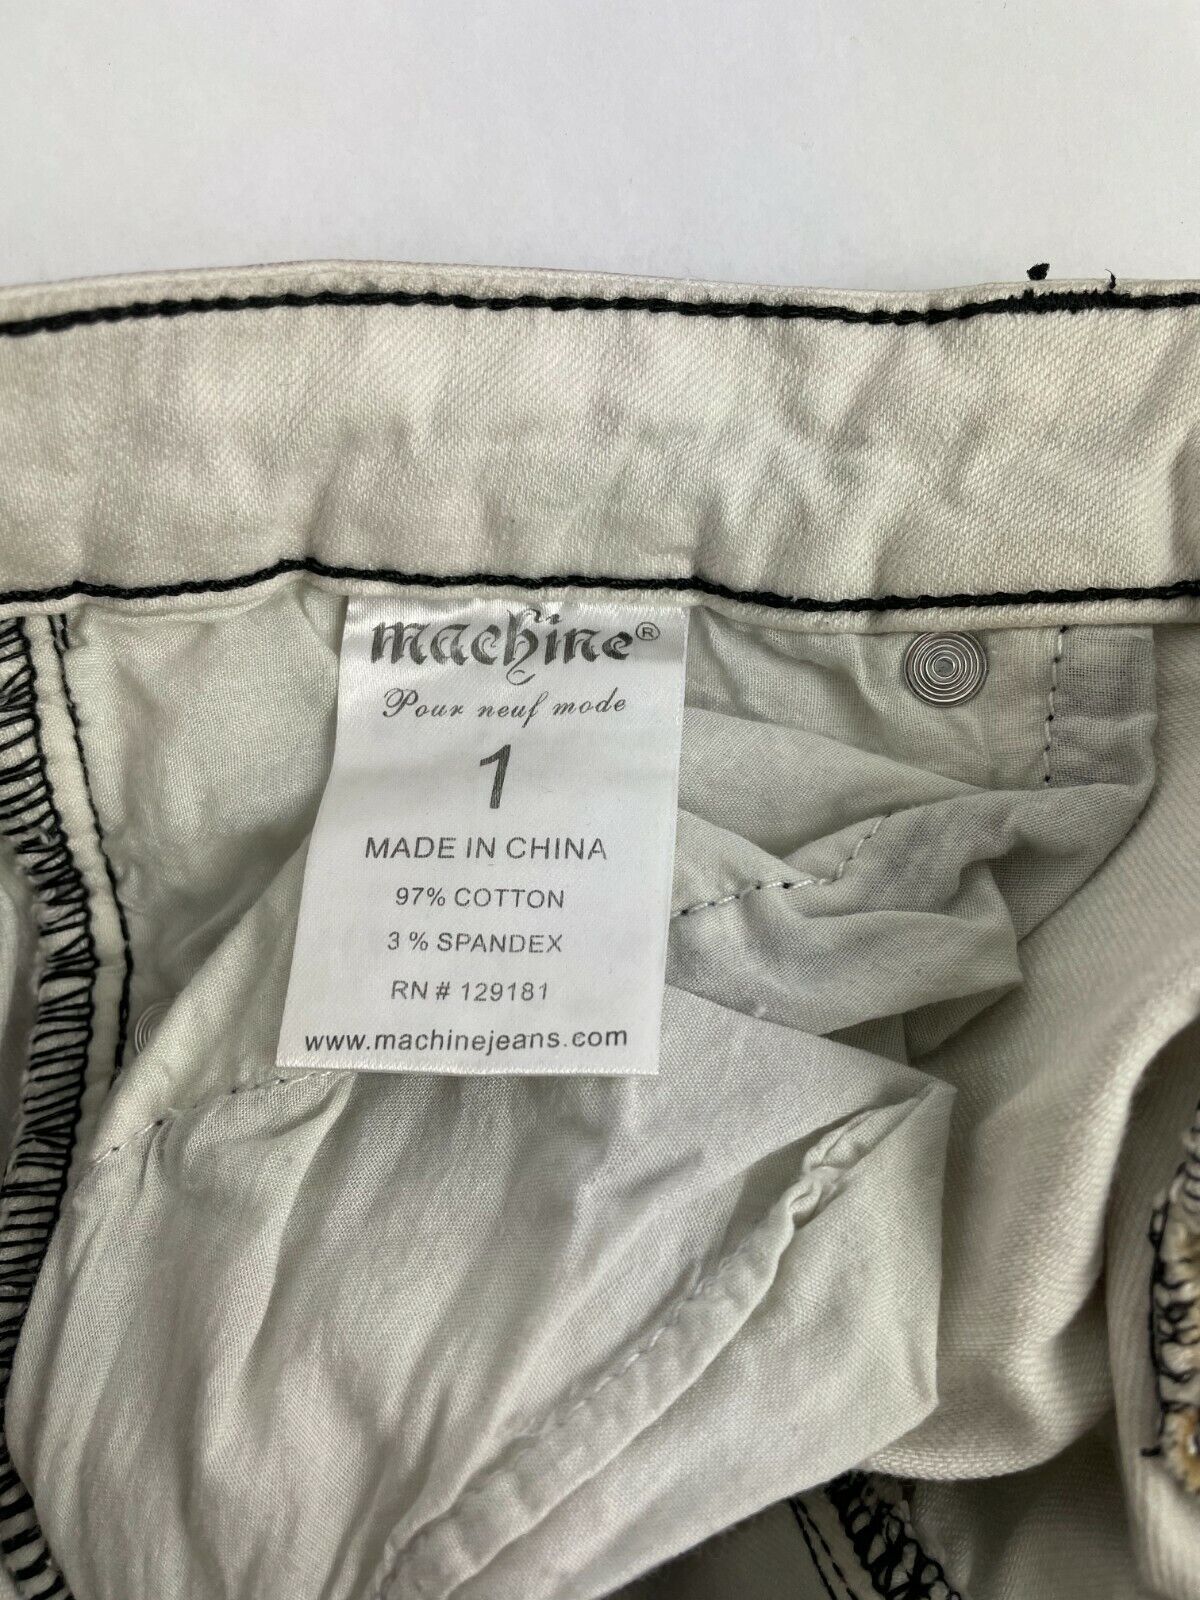 machine®
Pour neuf mode
1
MADE IN CHINA
97% COTTON
3 % SPANDEX
RN # 129181
www.machinejeans.com